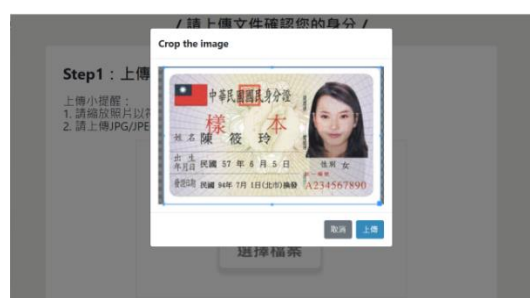 / 請上傳文件確認您的身分 /
Crop the image
Step1：上傳
上傳小提醒：
1. 請縮放照片以符
2. 請上傳JPG/JPE
中華民國國民身分證
樣本
姓名 陳筱玲
出生年月日 民國 57 年 6 月 5 日
性別 女
發證日期 民國 94年 7月 1日(北市)換發
A234567890
取消
上傳
選擇檔案